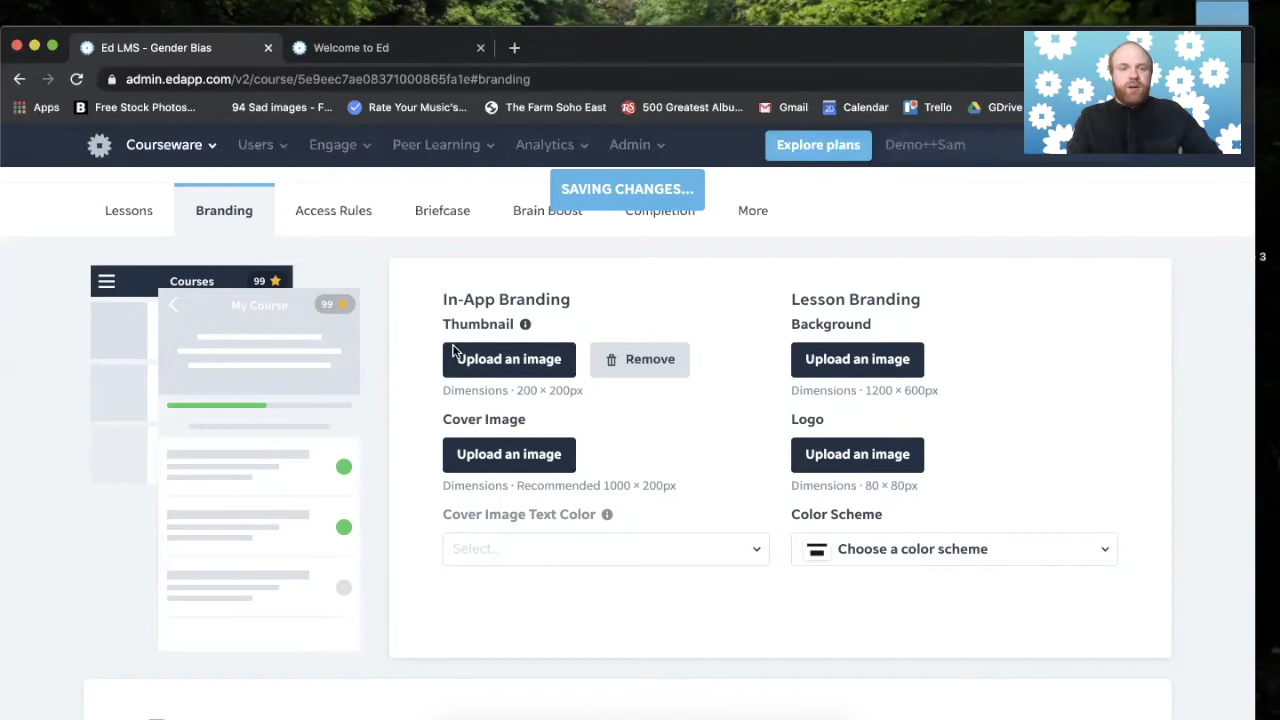 Ed LMS - Gender Bias
Welcome to Ed
admin.edapp.com/v2/course/5e9eec7ae08371000865fa1e#branding
Apps
Free Stock Photos...
94 Sad images - F...
Rate Your Music's...
The Farm Soho East
500 Greatest Albu...
Gmail
Calendar
Trello
GDrive
Courseware
Users
Engage
Peer Learning
Analytics
Admin
Explore plans
Demo++Sam
SAVING CHANGES...
Lessons
Branding
Access Rules
Briefcase
Brain Boost
Completion
More
Courses
99
My Course
99
In-App Branding
Thumbnail
Upload an image
Remove
Dimensions · 200 × 200px
Cover Image
Upload an image
Dimensions · Recommended 1000 × 200px
Cover Image Text Color
Select..
Lesson Branding
Background
Upload an image
Dimensions · 1200 × 600px
Logo
Upload an image
Dimensions · 80 × 80px
Color Scheme
Choose a color scheme
3